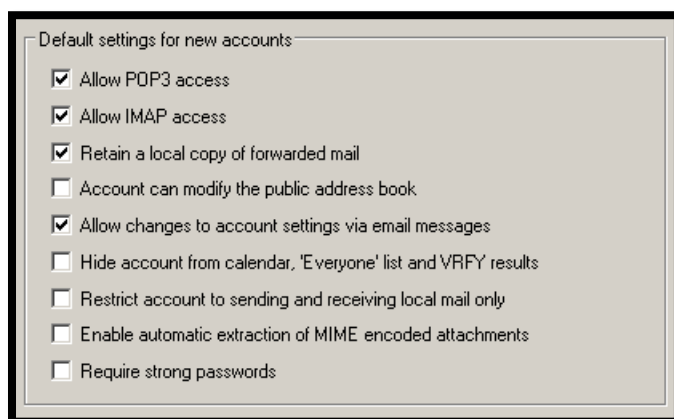 Default settings for new accounts
Allow POP3 access
Allow IMAP access
Retain a local copy of forwarded mail
Account can modify the public address book
Allow changes to account settings via email messages
Hide account from calendar, 'Everyone' list and VRFY results
Restrict account to sending and receiving local mail only
Enable automatic extraction of MIME encoded attachments
Require strong passwords